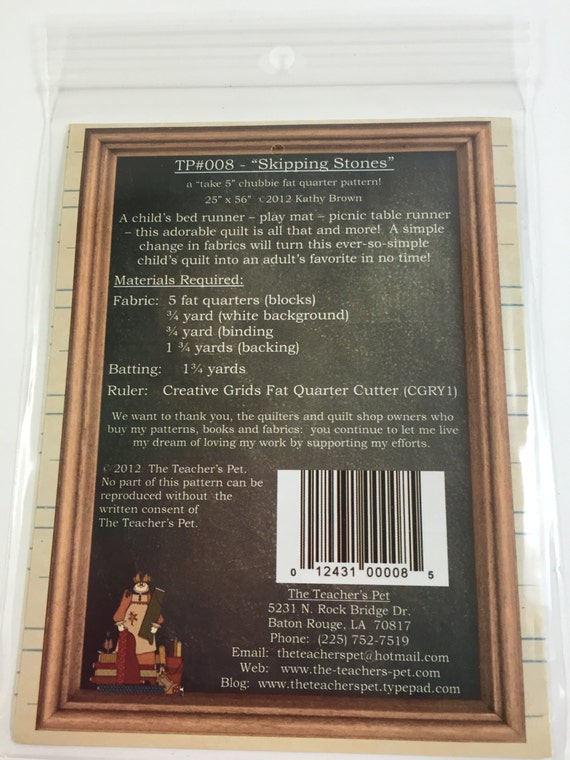 TP#008 - "Skipping Stones"
a "take 5" chubbie fat quarter pattern!
25" x 56" ©2012 Kathy Brown
A child's bed runner – play mat – picnic table runner
– this adorable quilt is all that and more! A simple
change in fabrics will turn this ever-so-simple
child's quilt into an adult's favorite in no time!
Materials Required:
Fabric: 5 fat quarters (blocks)
¾ yard (white background)
¾ yard (binding
1 ¾ yards (backing)
Batting: 1¾ yards
Ruler: Creative Grids Fat Quarter Cutter (CGRY1)
We want to thank you, the quilters and quilt shop owners who
buy my patterns, books and fabrics: you continue to let me live
my dream of loving my work by supporting my efforts.
© 2012 The Teacher's Pet.
No part of this pattern can be
reproduced without the
written consent of
The Teacher's Pet.
0 12431 00008 5
The Teacher's Pet
5231 N. Rock Bridge Dr.
Baton Rouge, LA 70817
Phone: (225) 752-7519
Email: theteacherspet@hotmail.com
Web: www.the-teachers-pet.com
Blog: www.theteacherspet.typepad.com